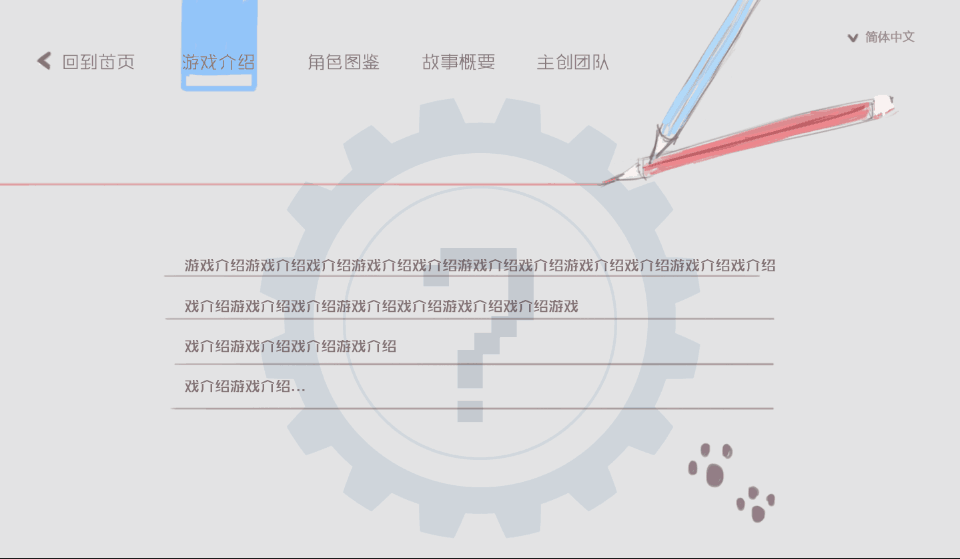 简体中文
回到首页 游戏介绍 角色图鉴 故事概要 主创团队
游戏介绍游戏介绍戏介绍游戏介绍戏介绍游戏介绍戏介绍游戏介绍戏介绍游戏介绍戏介绍
戏介绍游戏介绍戏介绍游戏介绍戏介绍游戏介绍戏介绍游戏
戏介绍游戏介绍戏介绍游戏介绍
戏介绍游戏介绍...
?